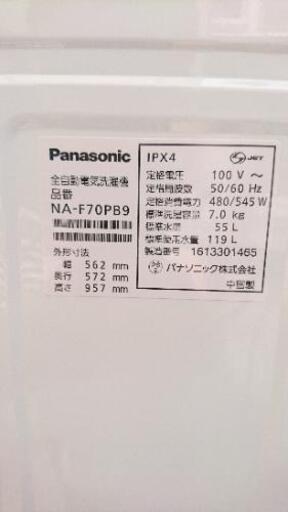 Panasonic
全自動電気洗濯機
品番
NA-F70PB9
外形寸法
幅 562 mm
奥行 572 mm
高さ 957 mm
IPX4
JET
定格電圧 100 V ～
定格周波数 50/60 Hz
定格消費電力 480/545 W
標準洗濯容量 7.0 kg
標準水量 55 L
標準使用水量 119 L
製造番号 1613301465
パナソニック株式会社
中国製